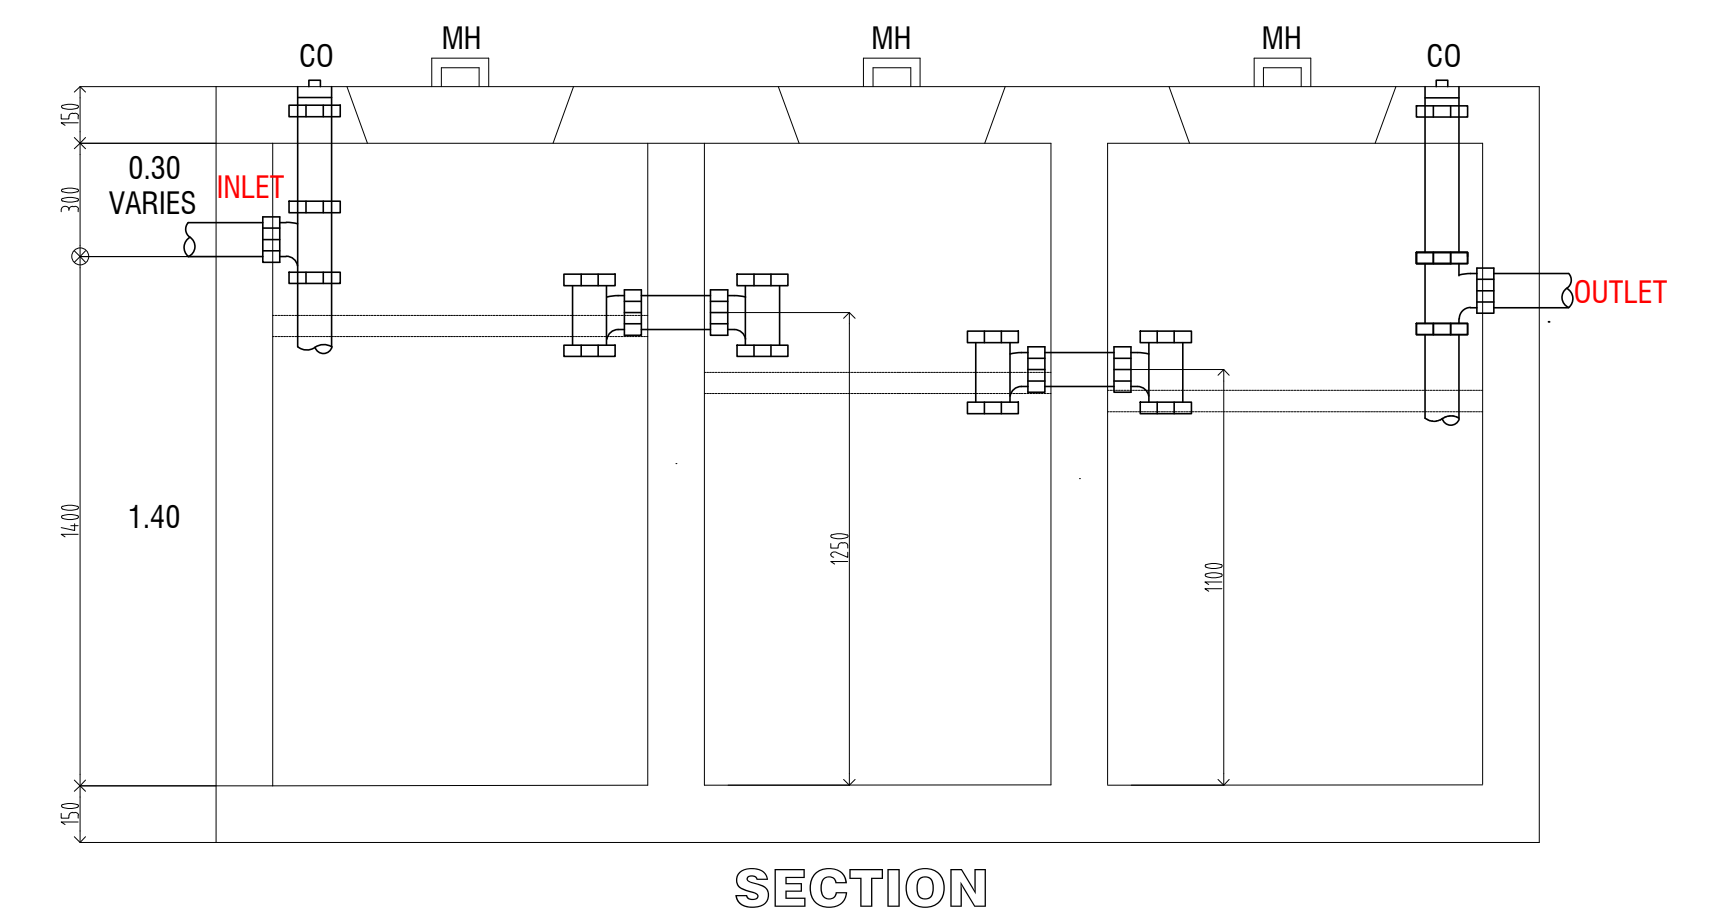 CO
MH
MH
MH
CO
150
0.30
VARIES
INLET
300
OUTLET
1400
1.40
1250
1100
150
SECTION